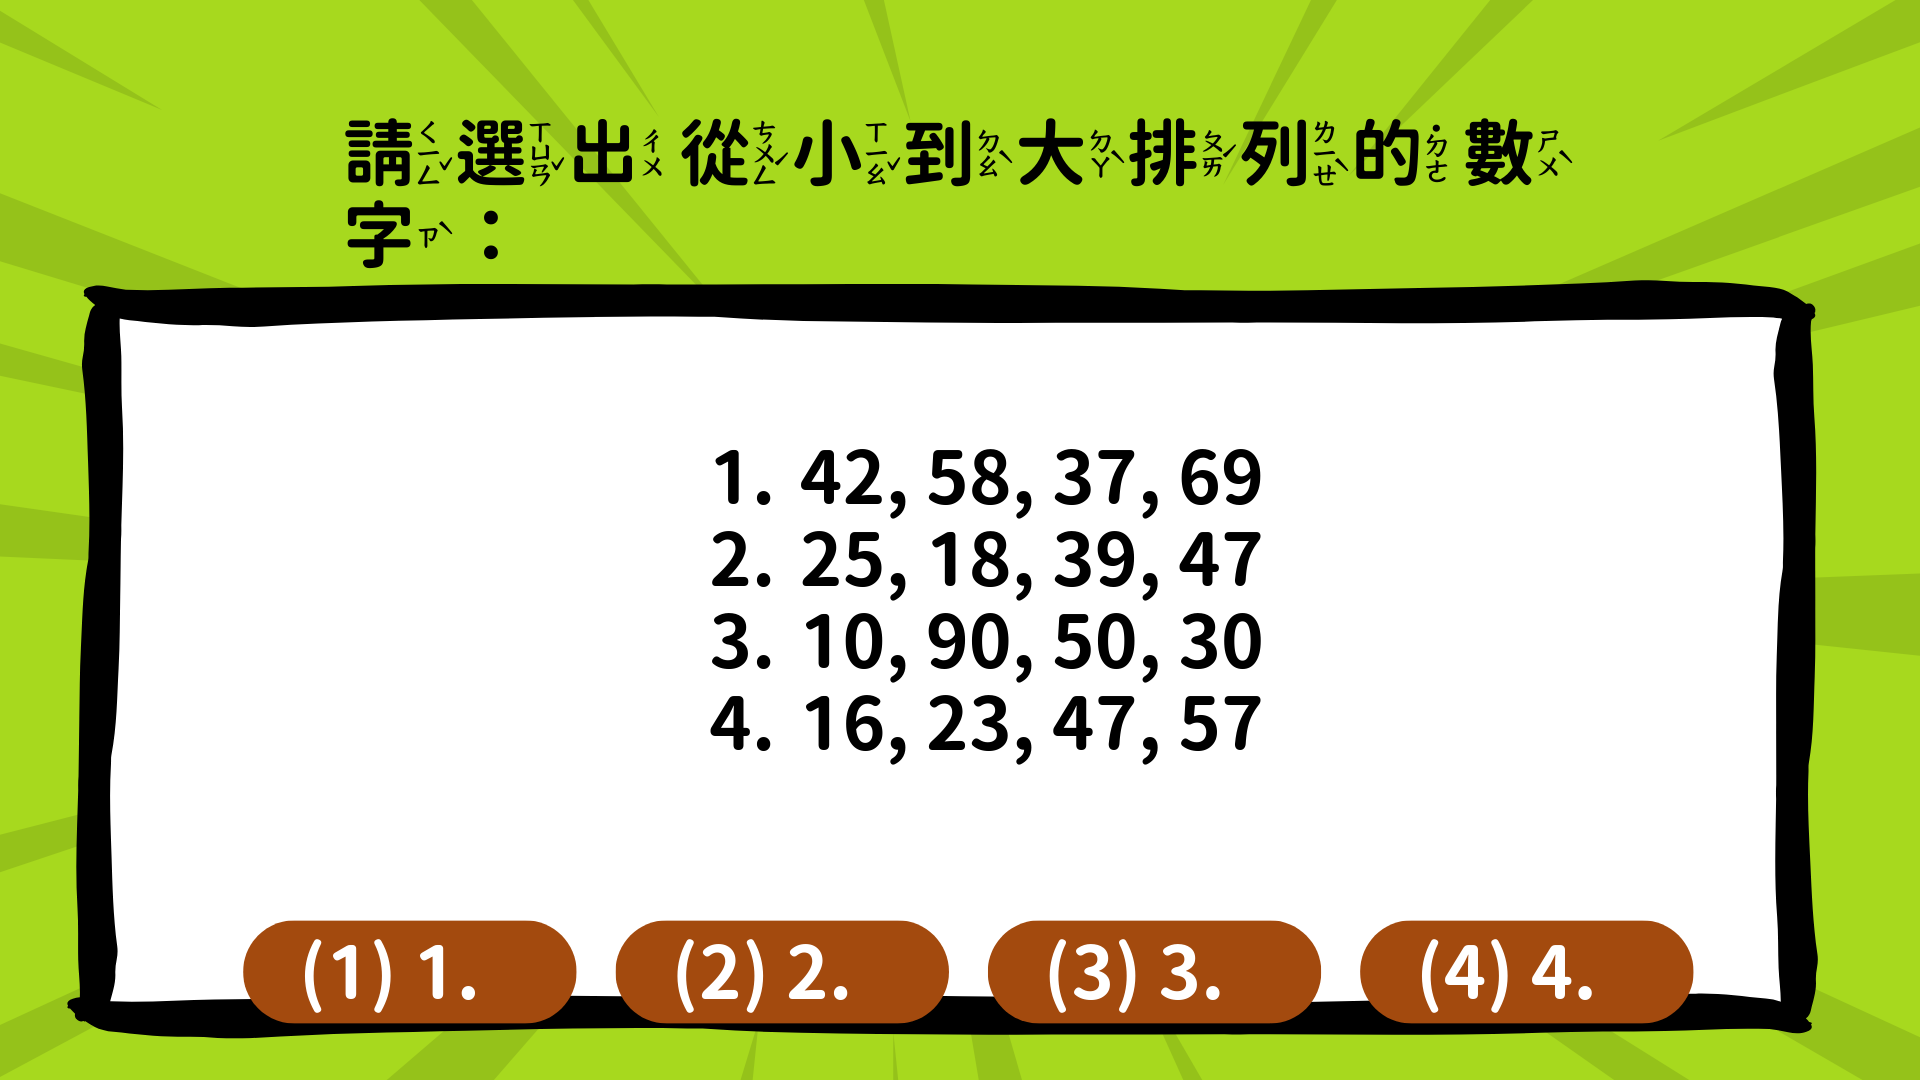 請ㄑㄧㄥˇ選ㄒㄩㄢˇ出ㄔㄨ 從ㄘㄨㄥˊ小ㄒㄧㄠˇ到ㄉㄠˋ大ㄉㄚˋ排ㄆㄞˊ列ㄌㄧㄝˋ的˙ㄉㄜ 數ㄕㄨˋ
字ㄗˋ：
1. 42, 58, 37, 69
2. 25, 18, 39, 47
3. 10, 90, 50, 30
4. 16, 23, 47, 57
(1) 1. (2) 2. (3) 3. (4) 4.